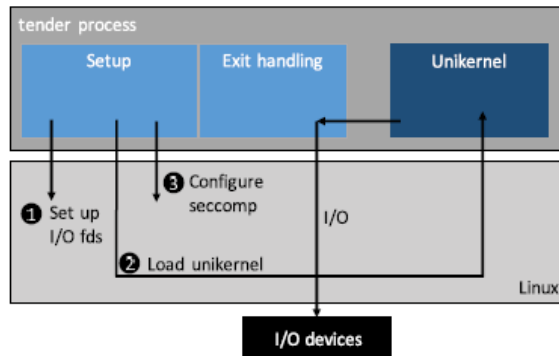 tender process
Setup
Exit handling
Unikernel
❸ Configure
seccomp
❶ Set up
I/O fds
I/O
❷ Load unikernel
Linux
I/O devices